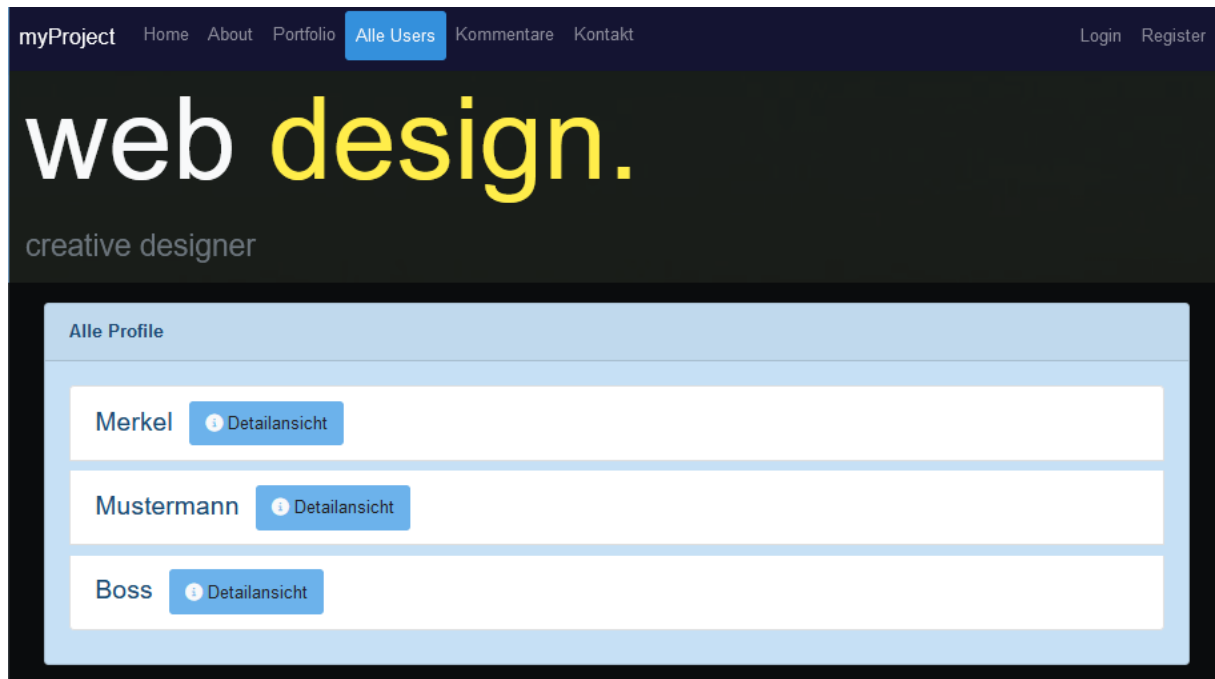 myProject Home About Portfolio Alle Users Kommentare Kontakt Login Register
web design.
creative designer
Alle Profile
Merkel Detailansicht
Mustermann Detailansicht
Boss Detailansicht